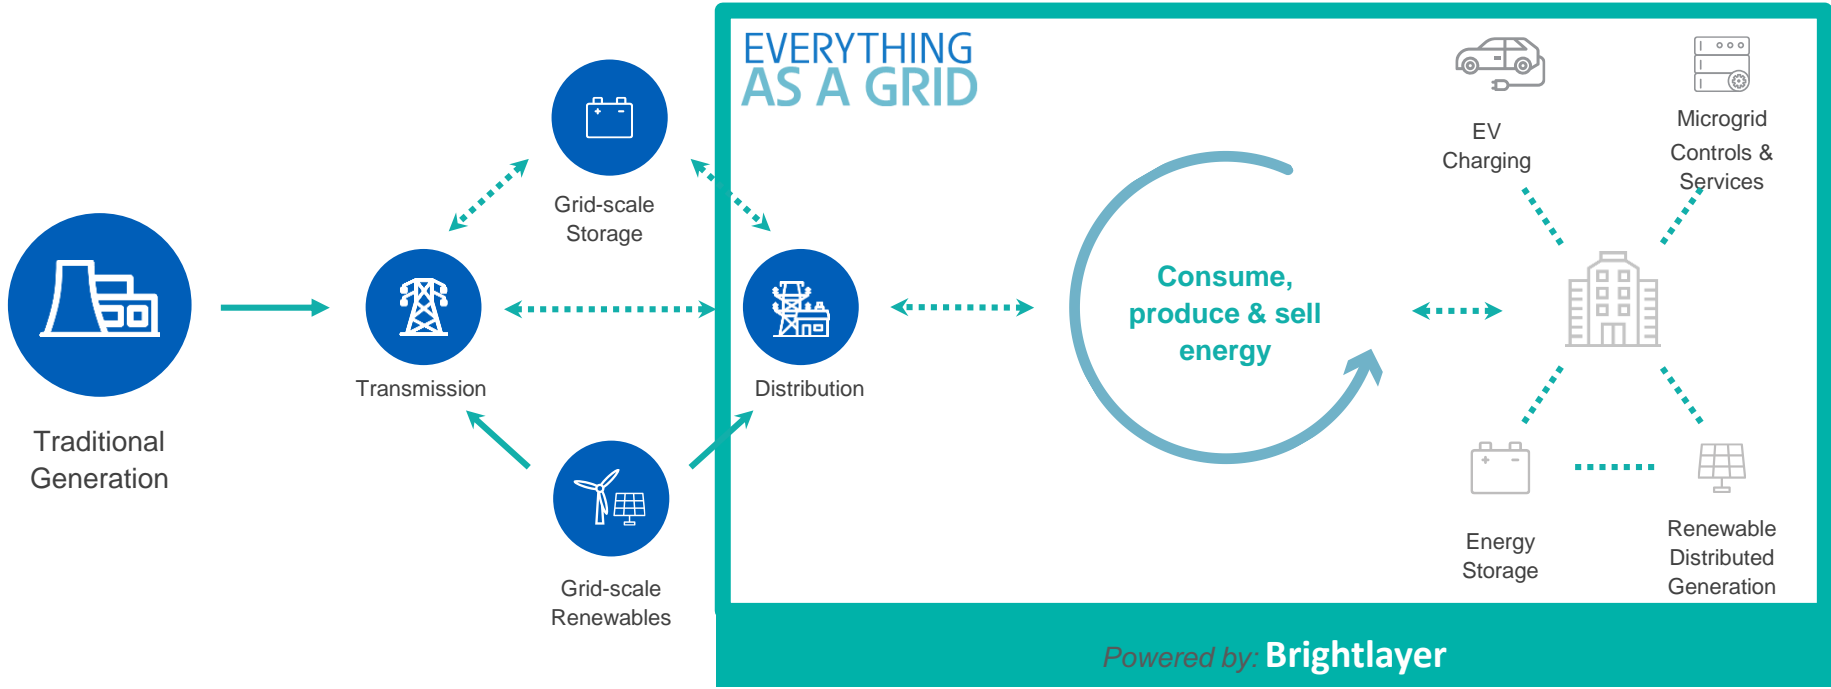 EVERYTHING
AS A GRID
Grid-scale
Storage
EV
Charging
Microgrid
Controls &
Services
Traditional
Generation
Transmission
Distribution
Consume,
produce & sell
energy
Grid-scale
Renewables
Energy
Storage
Renewable
Distributed
Generation
Powered by: Brightlayer